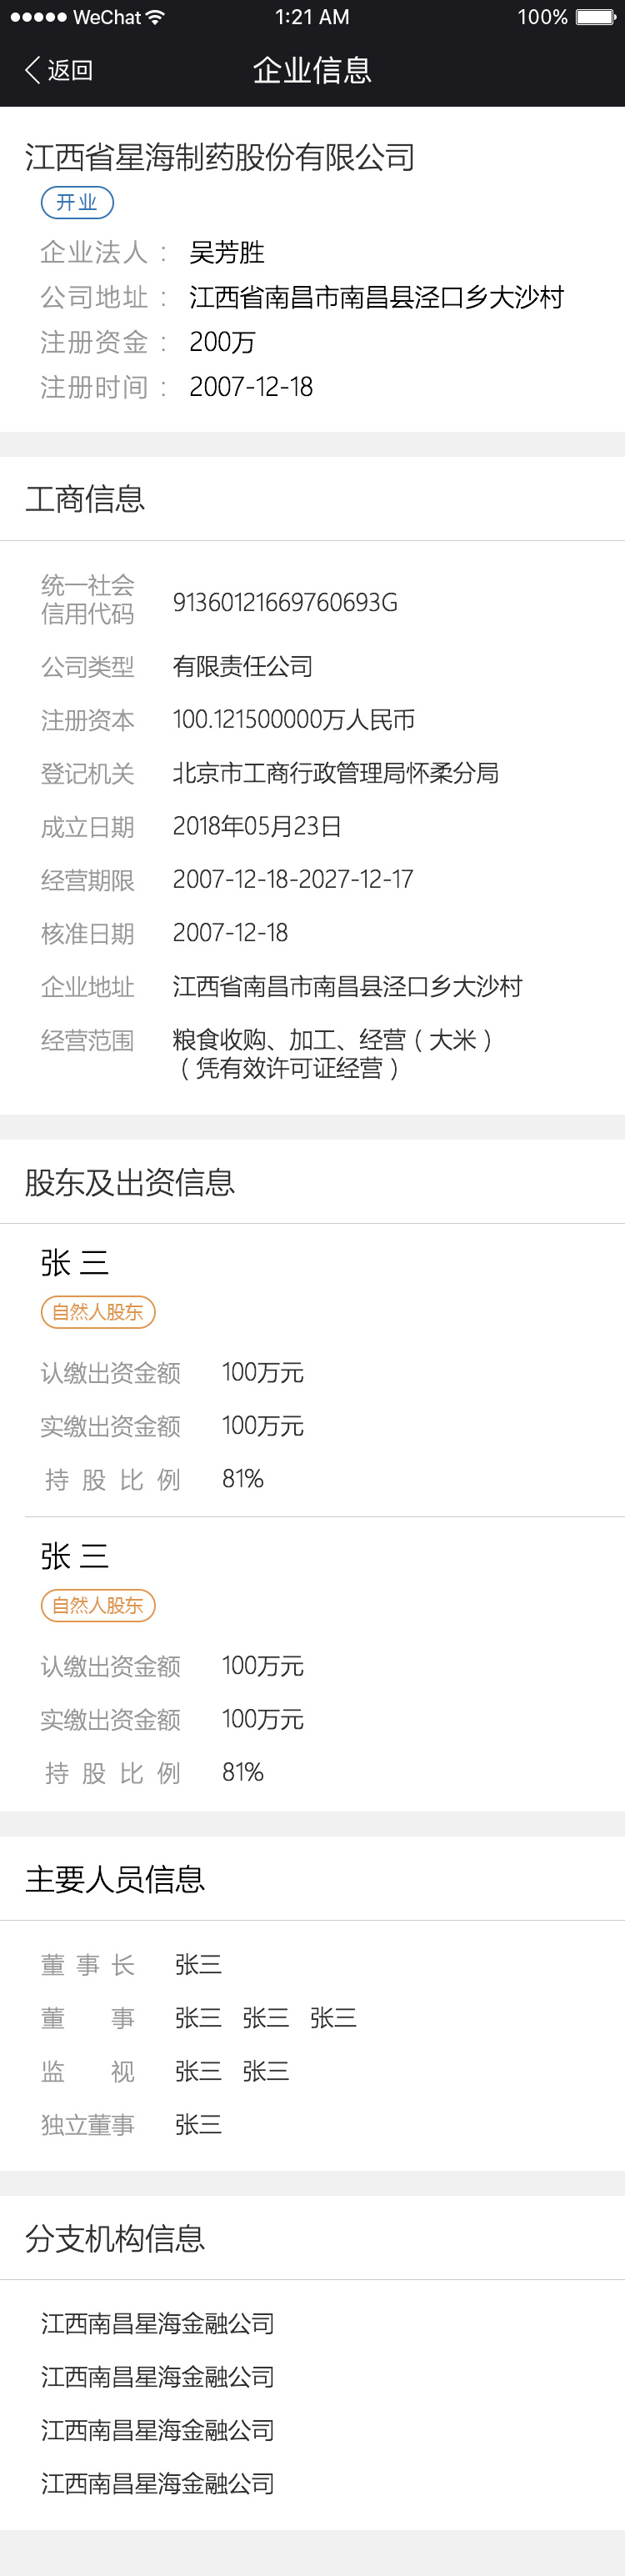 WeChat 1:21 AM 100%
返回 企业信息
江西省星海制药股份有限公司
开业
企业法人： 吴芳胜
公司地址： 江西省南昌市南昌县泾口乡大沙村
注册资金： 200万
注册时间： 2007-12-18
工商信息
统一社会
信用代码 91360121669760693G
公司类型 有限责任公司
注册资本 100.121500000万人民币
登记机关 北京市工商行政管理局怀柔分局
成立日期 2018年05月23日
经营期限 2007-12-18-2027-12-17
核准日期 2007-12-18
企业地址 江西省南昌市南昌县泾口乡大沙村
经营范围 粮食收购、加工、经营（大米）
（凭有效许可证经营）
股东及出资信息
张 三
自然人股东
认缴出资金额 100万元
实缴出资金额 100万元
持股比例 81%
张 三
自然人股东
认缴出资金额 100万元
实缴出资金额 100万元
持股比例 81%
主要人员信息
董事长 张三
董事 张三 张三 张三
监视 张三 张三
独立董事 张三
分支机构信息
江西南昌星海金融公司
江西南昌星海金融公司
江西南昌星海金融公司
江西南昌星海金融公司